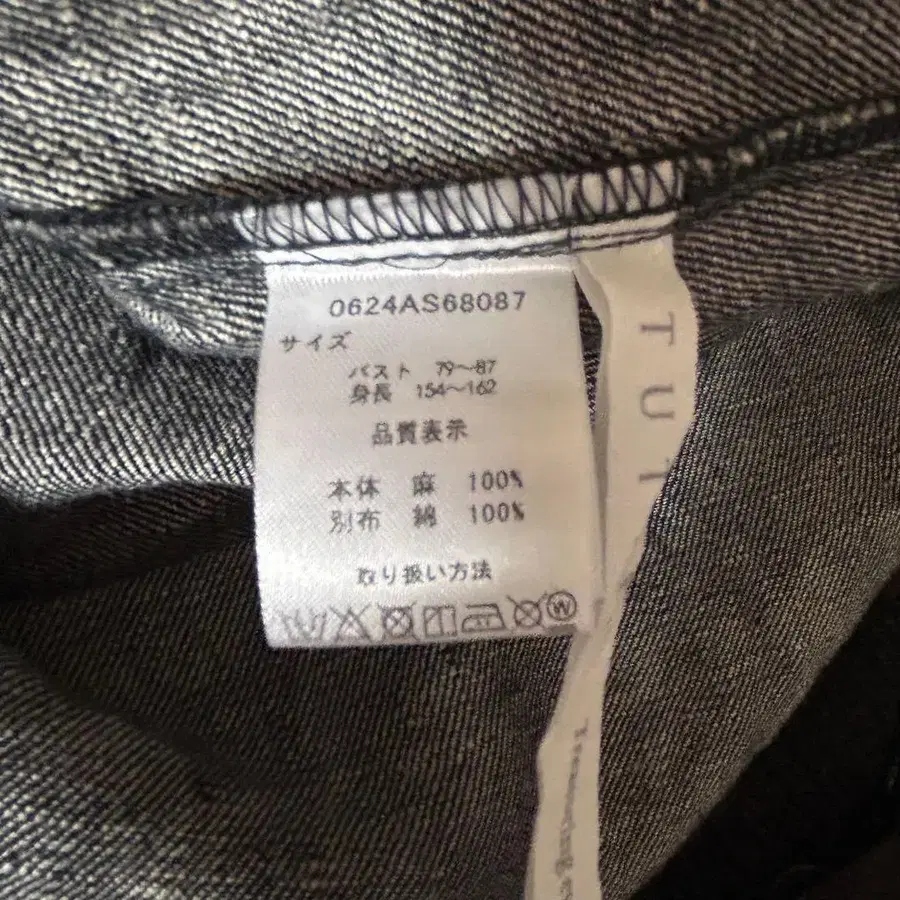 0624AS68087
サイズ
バスト 79～87
身長 154～162
品質表示
本体 麻 100%
別布 綿 100%
取り扱い方法
W
T U T